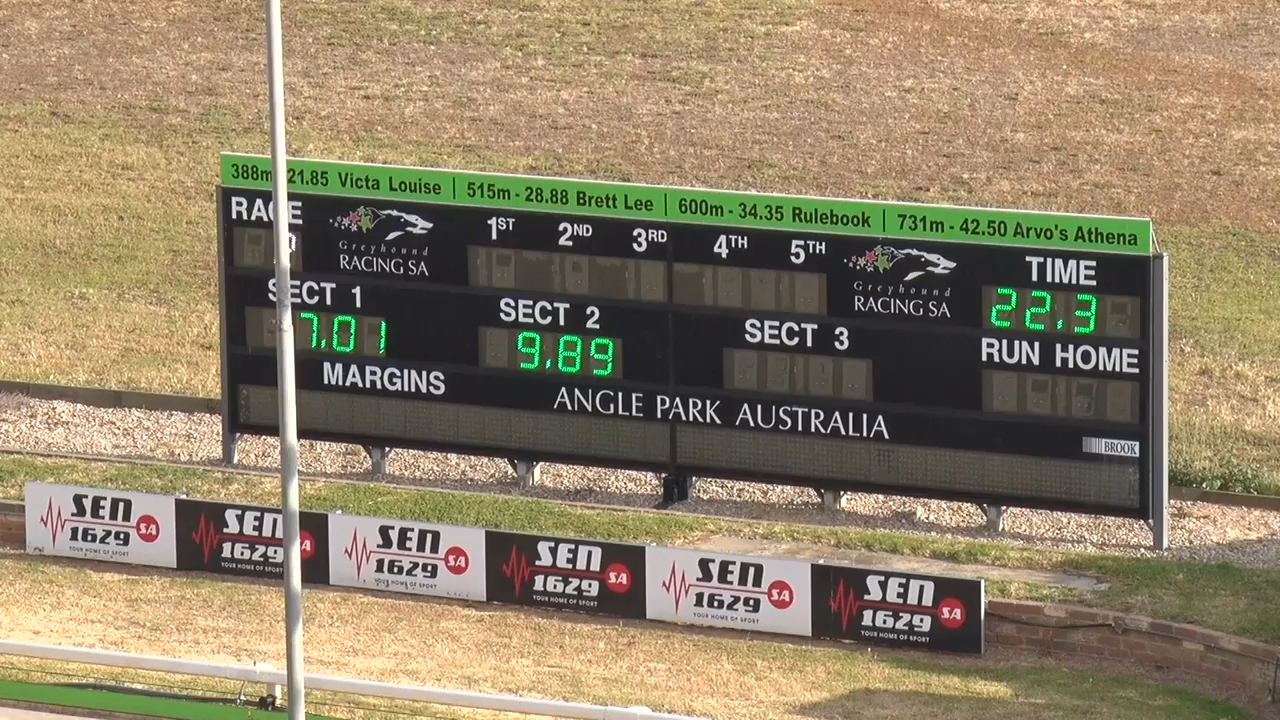 388m 21.85 Victa Louise | 515m - 28.88 Brett Lee | 600m - 34.35 Rulebook | 731m - 42.50 Arvo's Athena
RACE
Greyhound
RACING SA
1ST 2ND 3RD 4TH 5TH
Greyhound
RACING SA
TIME
22.3
SECT 1
7.01
SECT 2
9.89
SECT 3
RUN HOME
MARGINS
ANGLE PARK AUSTRALIA
BROOK
SEN
1629 SA
YOUR HOME OF SPORT
SEN
1629
YOUR HOME OF SPORT
SEN
1629 SA
YOUR HOME OF SPORT
SEN
1629 SA
YOUR HOME OF SPORT
SEN
1629 SA
YOUR HOME OF SPORT
SEN
1629 SA
YOUR HOME OF SPORT